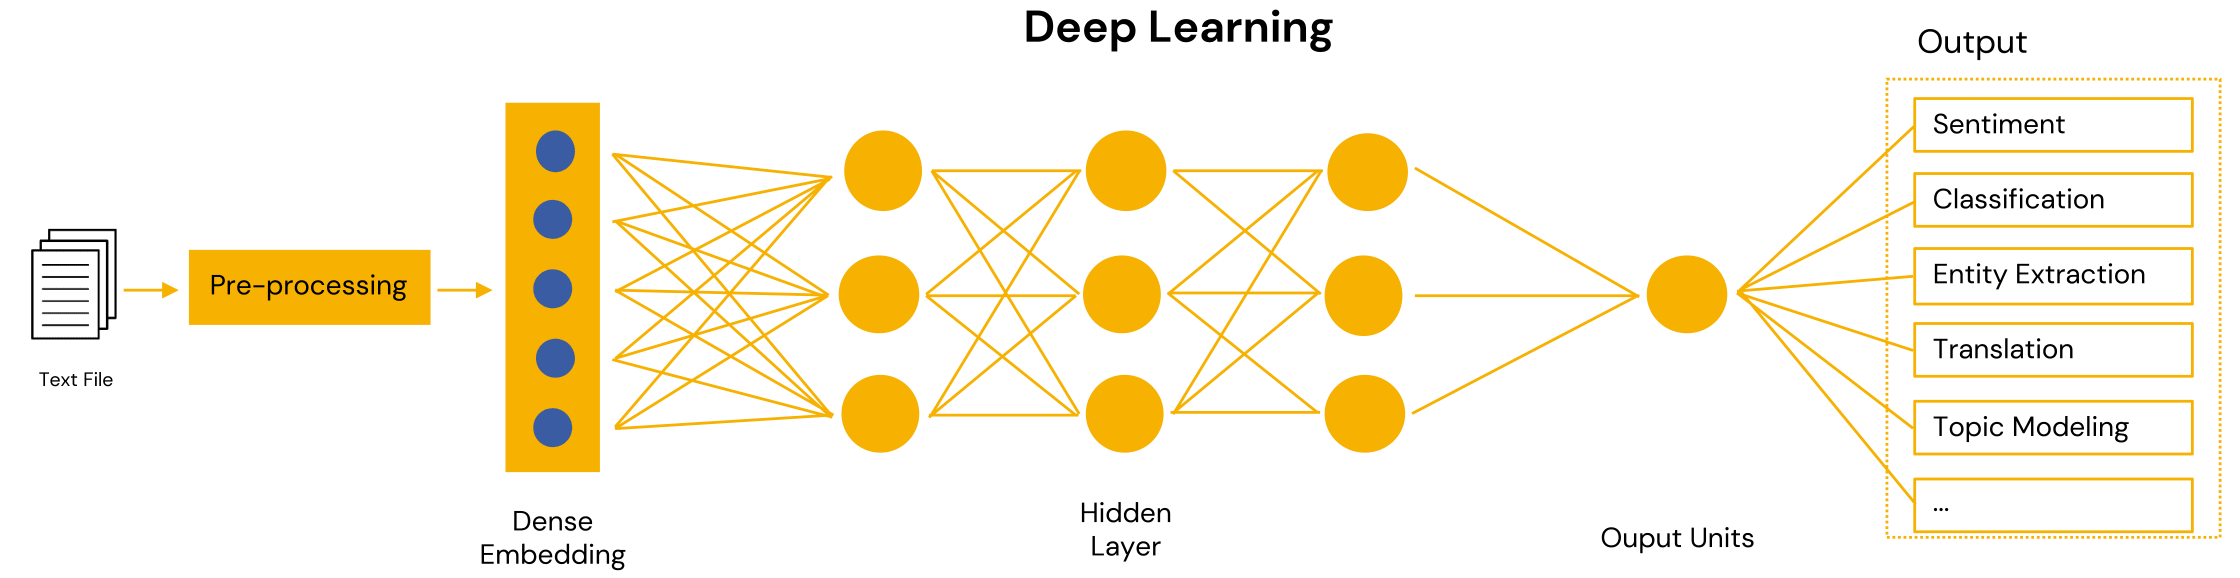 Deep Learning
Text File
Pre-processing
Dense
Embedding
Hidden
Layer
Ouput Units
Output
Sentiment
Classification
Entity Extraction
Translation
Topic Modeling
...